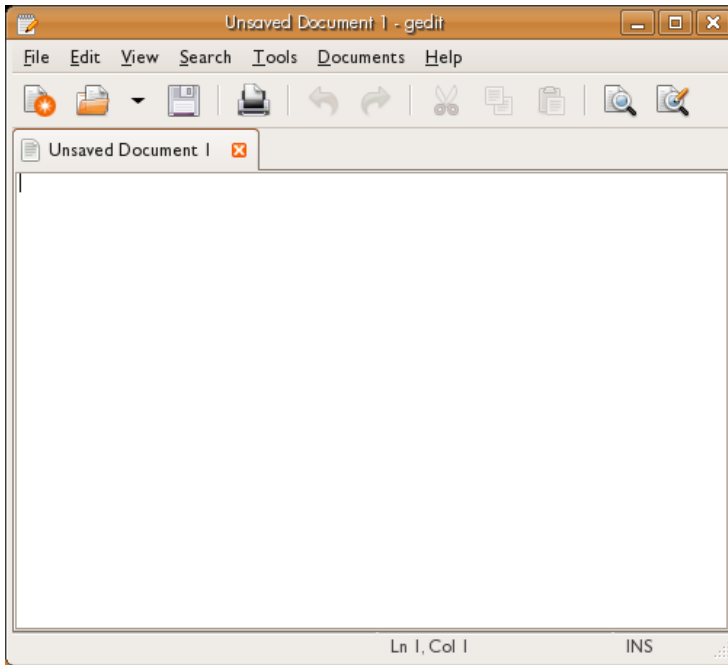 Unsaved Document 1 - gedit
File Edit View Search Tools Documents Help
Unsaved Document 1
Ln 1, Col 1 INS